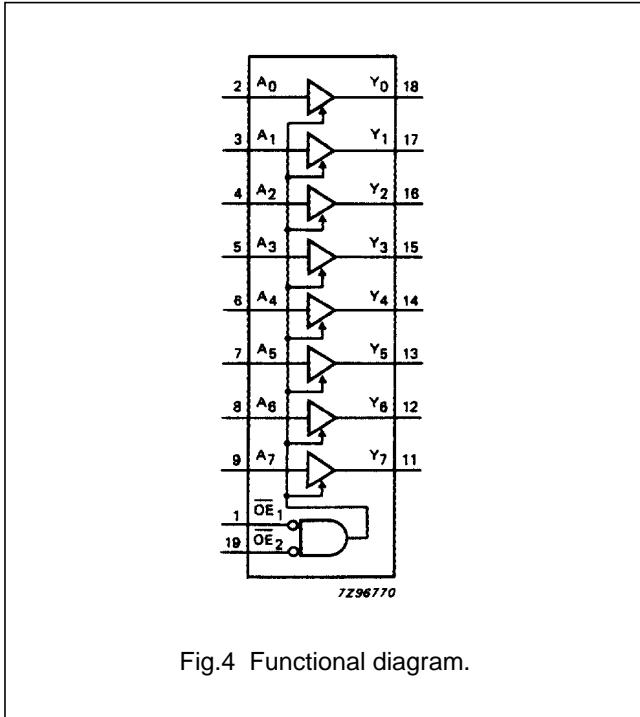 2 A0 Y0 18
3 A1 Y1 17
4 A2 Y2 16
5 A3 Y3 15
6 A4 Y4 14
7 A5 Y5 13
8 A6 Y6 12
9 A7 Y7 11
1 O̅E̅1
19 O̅E̅2
7Z96770
Fig.4 Functional diagram.